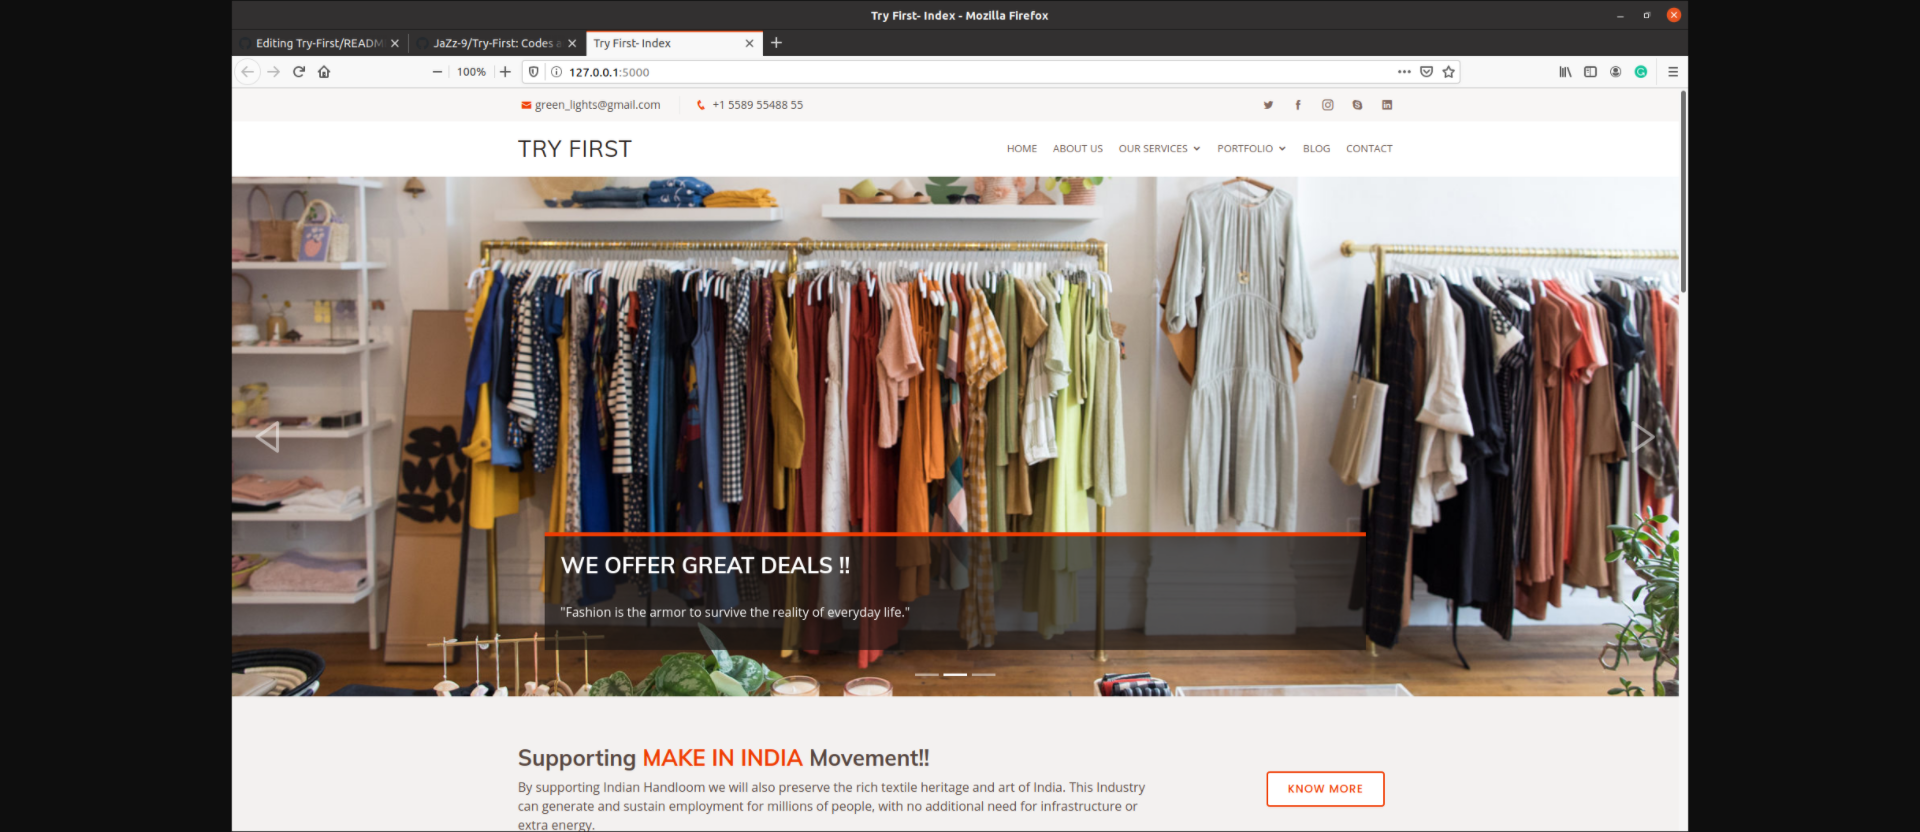 Try First- Index - Mozilla Firefox
Editing Try-First/README
JaZz-9/Try-First: Codes a
Try First- Index
100%
127.0.0.1:5000
green_lights@gmail.com
+1 5589 55488 55
TRY FIRST
HOME ABOUT US OUR SERVICES PORTFOLIO BLOG CONTACT
WE OFFER GREAT DEALS !!
"Fashion is the armor to survive the reality of everyday life."
Supporting MAKE IN INDIA Movement!!
By supporting Indian Handloom we will also preserve the rich textile heritage and art of India. This Industry
can generate and sustain employment for millions of people, with no additional need for infrastructure or
extra energy.
KNOW MORE